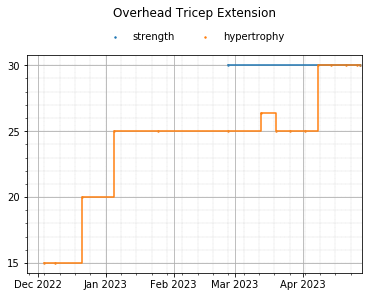 Overhead Tricep Extension
strength hypertrophy
30
25
20
15
Dec 2022 Jan 2023 Feb 2023 Mar 2023 Apr 2023